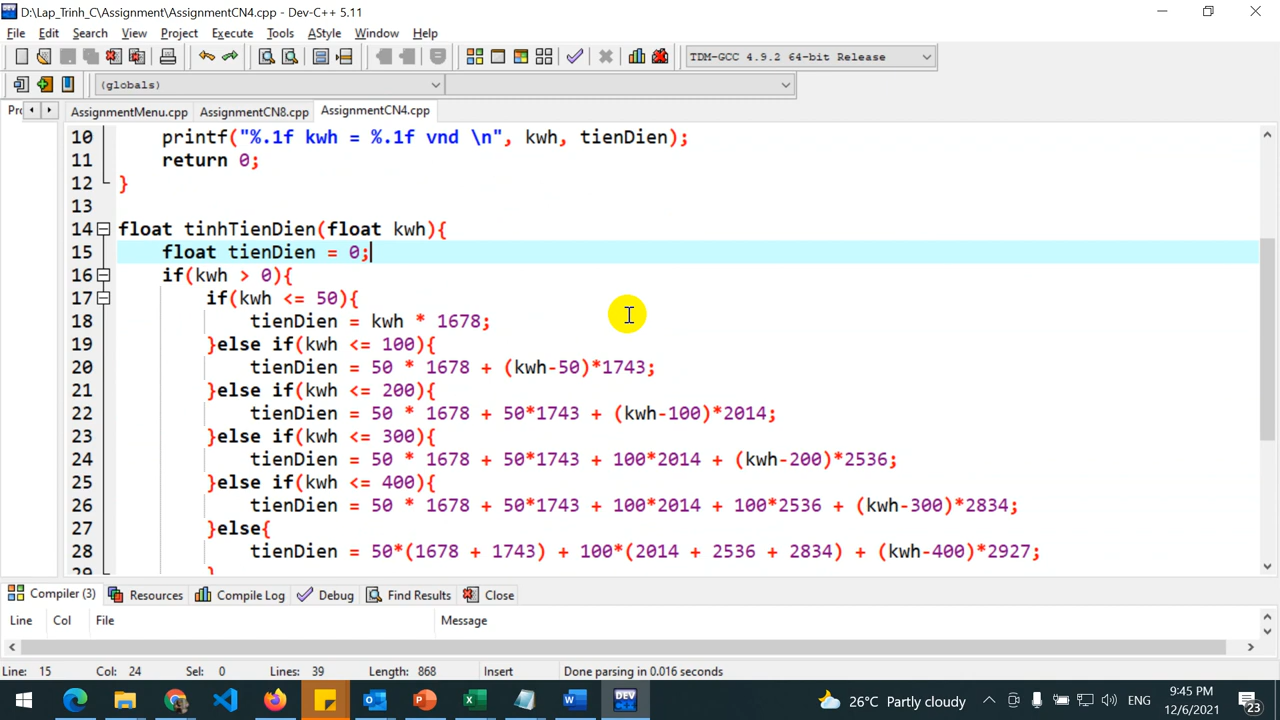 D:\Lap_Trinh_C\Assignment\AssignmentCN4.cpp - Dev-C++ 5.11
File Edit Search View Project Execute Tools AStyle Window Help
TDM-GCC 4.9.2 64-bit Release
(globals)
Prc AssignmentMenu.cpp AssignmentCN8.cpp AssignmentCN4.cpp
10 printf("%.1f kwh = %.1f vnd \n", kwh, tienDien);
11 return 0;
12 }
13
14 float tinhTienDien(float kwh){
15 float tienDien = 0;
16 if(kwh > 0){
17 if(kwh <= 50){
18 tienDien = kwh * 1678;
19 }else if(kwh <= 100){
20 tienDien = 50 * 1678 + (kwh-50)*1743;
21 }else if(kwh <= 200){
22 tienDien = 50 * 1678 + 50*1743 + (kwh-100)*2014;
23 }else if(kwh <= 300){
24 tienDien = 50 * 1678 + 50*1743 + 100*2014 + (kwh-200)*2536;
25 }else if(kwh <= 400){
26 tienDien = 50 * 1678 + 50*1743 + 100*2014 + 100*2536 + (kwh-300)*2834;
27 }else{
28 tienDien = 50*(1678 + 1743) + 100*(2014 + 2536 + 2834) + (kwh-400)*2927;
29 }
Compiler (3) Resources Compile Log Debug Find Results Close
Line Col File Message
Line: 15 Col: 24 Sel: 0 Lines: 39 Length: 868 Insert Done parsing in 0.016 seconds
DEV 26°C Partly cloudy ENG 9:45 PM
12/6/2021 23